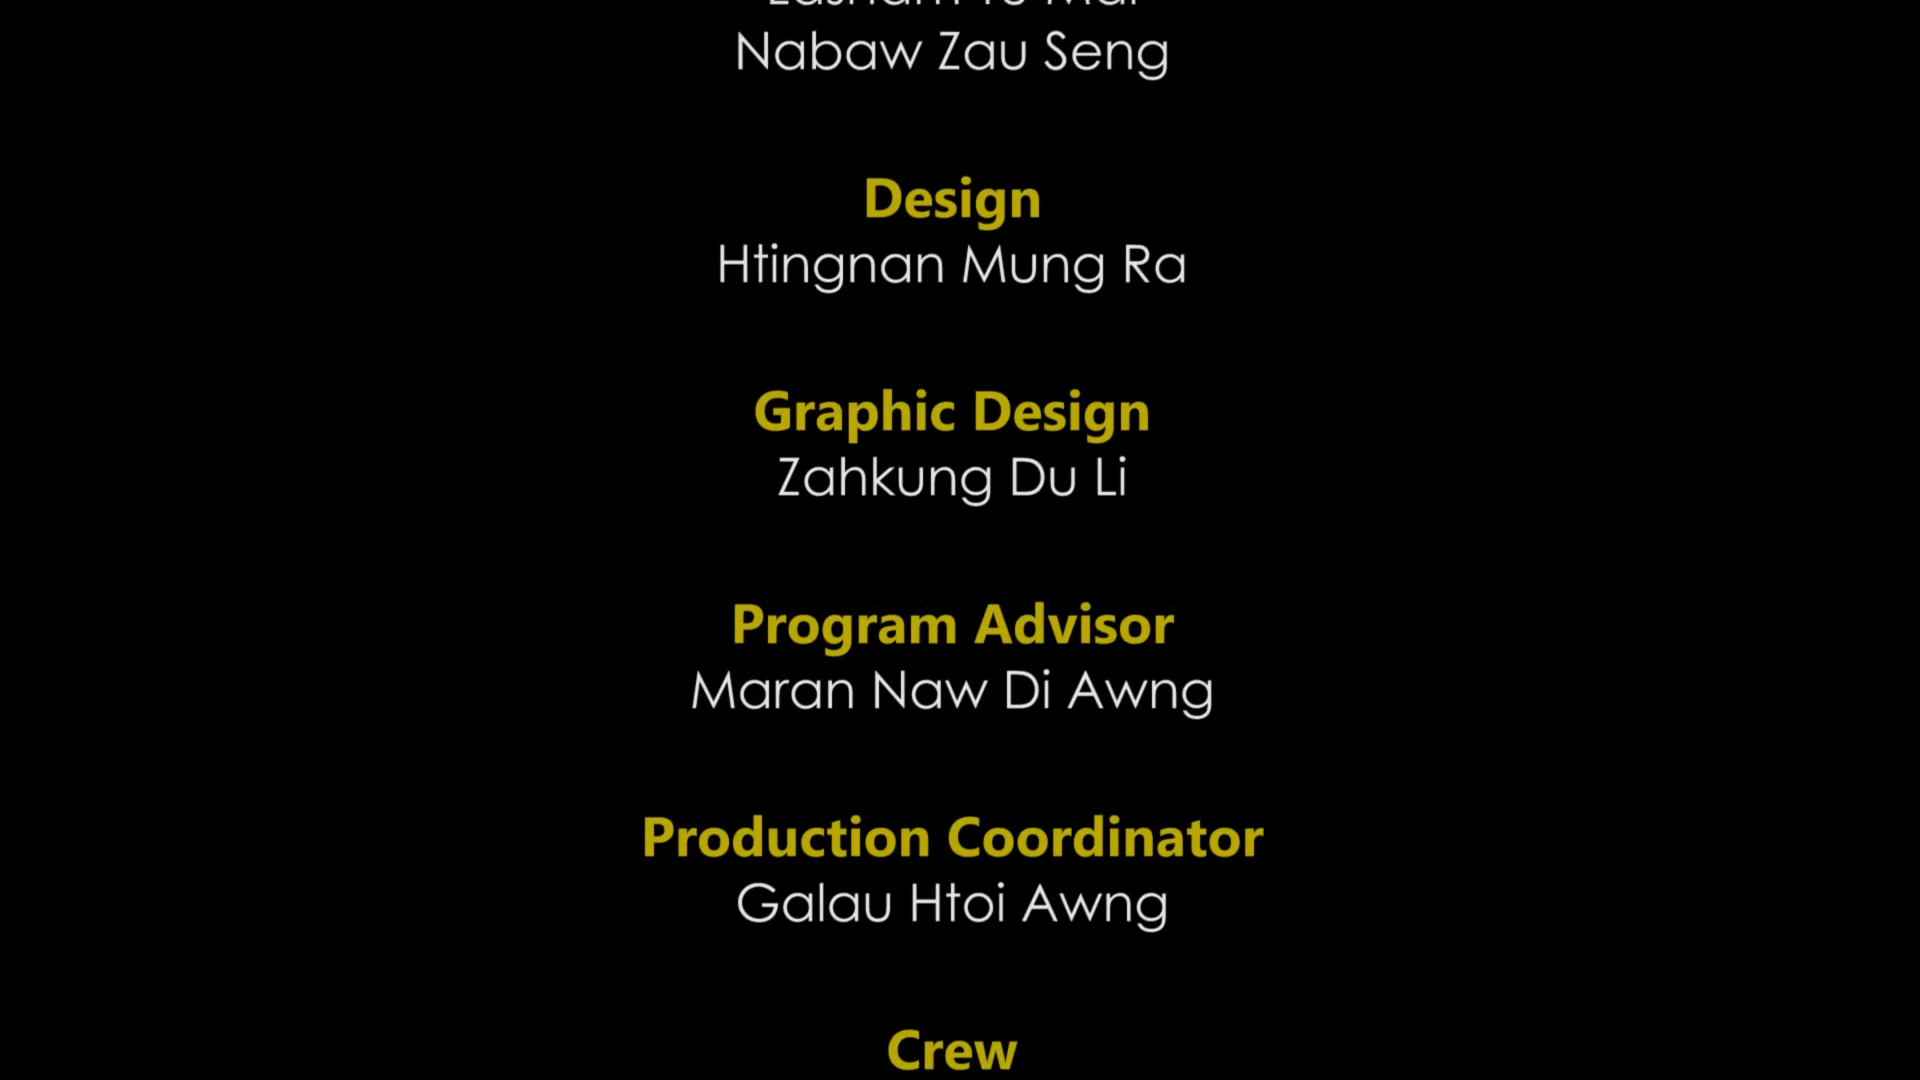 Nabaw Zau Seng
Design
Htingnan Mung Ra
Graphic Design
Zahkung Du Li
Program Advisor
Maran Naw Di Awng
Production Coordinator
Galau Htoi Awng
Crew